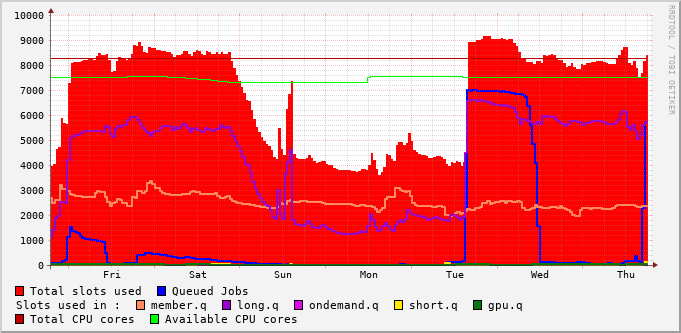 10000
9000
8000
7000
6000
5000
4000
3000
2000
1000
0
Fri Sat Sun Mon Tue Wed Thu
RRDTOOL / TOBI OETIKER
Total slots used Queued Jobs
Slots used in : member.q long.q ondemand.q short.q gpu.q
Total CPU cores Available CPU cores